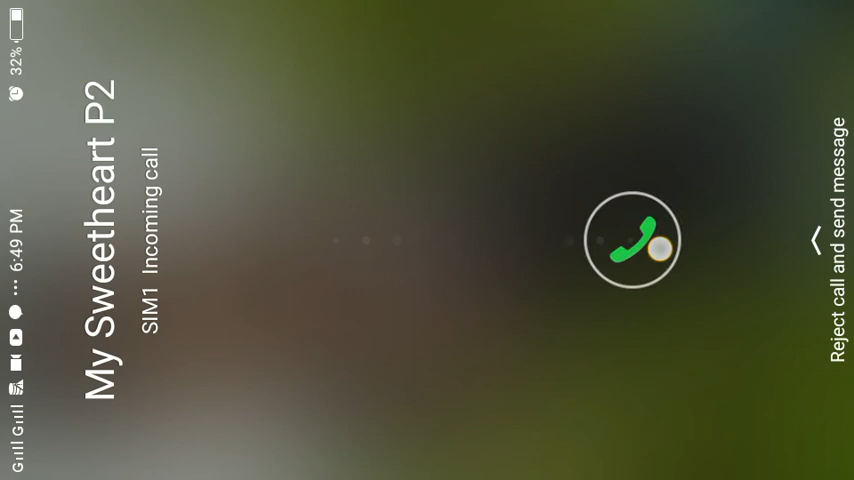 G G ... 6:49 PM 32%
My Sweetheart P2
SIM1 Incoming call
Reject call and send message